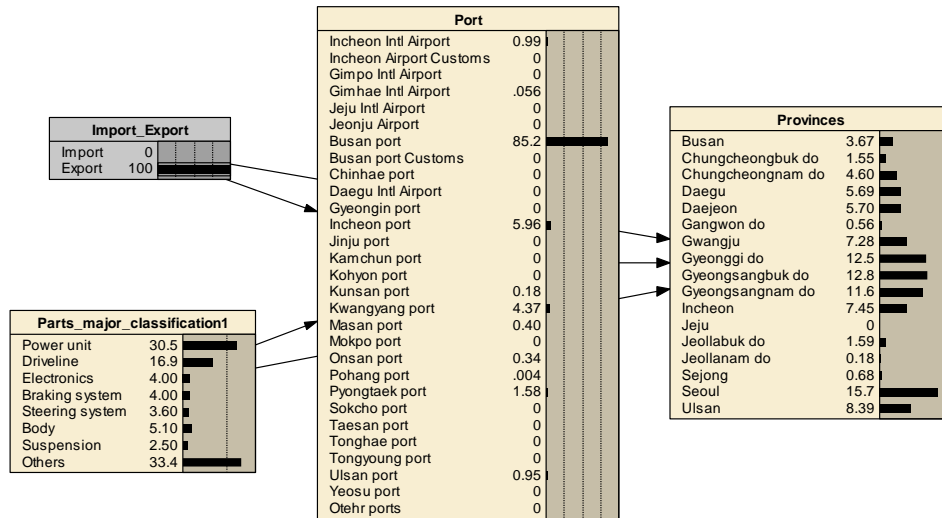 Import_Export
Import 0
Export 100
Parts_major_classification1
Power unit 30.5
Driveline 16.9
Electronics 4.00
Braking system 4.00
Steering system 3.60
Body 5.10
Suspension 2.50
Others 33.4
Port
Incheon Intl Airport 0.99
Incheon Airport Customs 0
Gimpo Intl Airport 0
Gimhae Intl Airport .056
Jeju Intl Airport 0
Jeonju Airport 0
Busan port 85.2
Busan port Customs 0
Chinhae port 0
Daegu Intl Airport 0
Gyeongin port 0
Incheon port 5.96
Jinju port 0
Kamchun port 0
Kohyon port 0
Kunsan port 0.18
Kwangyang port 4.37
Masan port 0.40
Mokpo port 0
Onsan port 0.34
Pohang port .004
Pyongtaek port 1.58
Sokcho port 0
Taesan port 0
Tonghae port 0
Tongyoung port 0
Ulsan port 0.95
Yeosu port 0
Otehr ports 0
Provinces
Busan 3.67
Chungcheongbuk do 1.55
Chungcheongnam do 4.60
Daegu 5.69
Daejeon 5.70
Gangwon do 0.56
Gwangju 7.28
Gyeonggi do 12.5
Gyeongsangbuk do 12.8
Gyeongsangnam do 11.6
Incheon 7.45
Jeju 0
Jeollabuk do 1.59
Jeollanam do 0.18
Sejong 0.68
Seoul 15.7
Ulsan 8.39